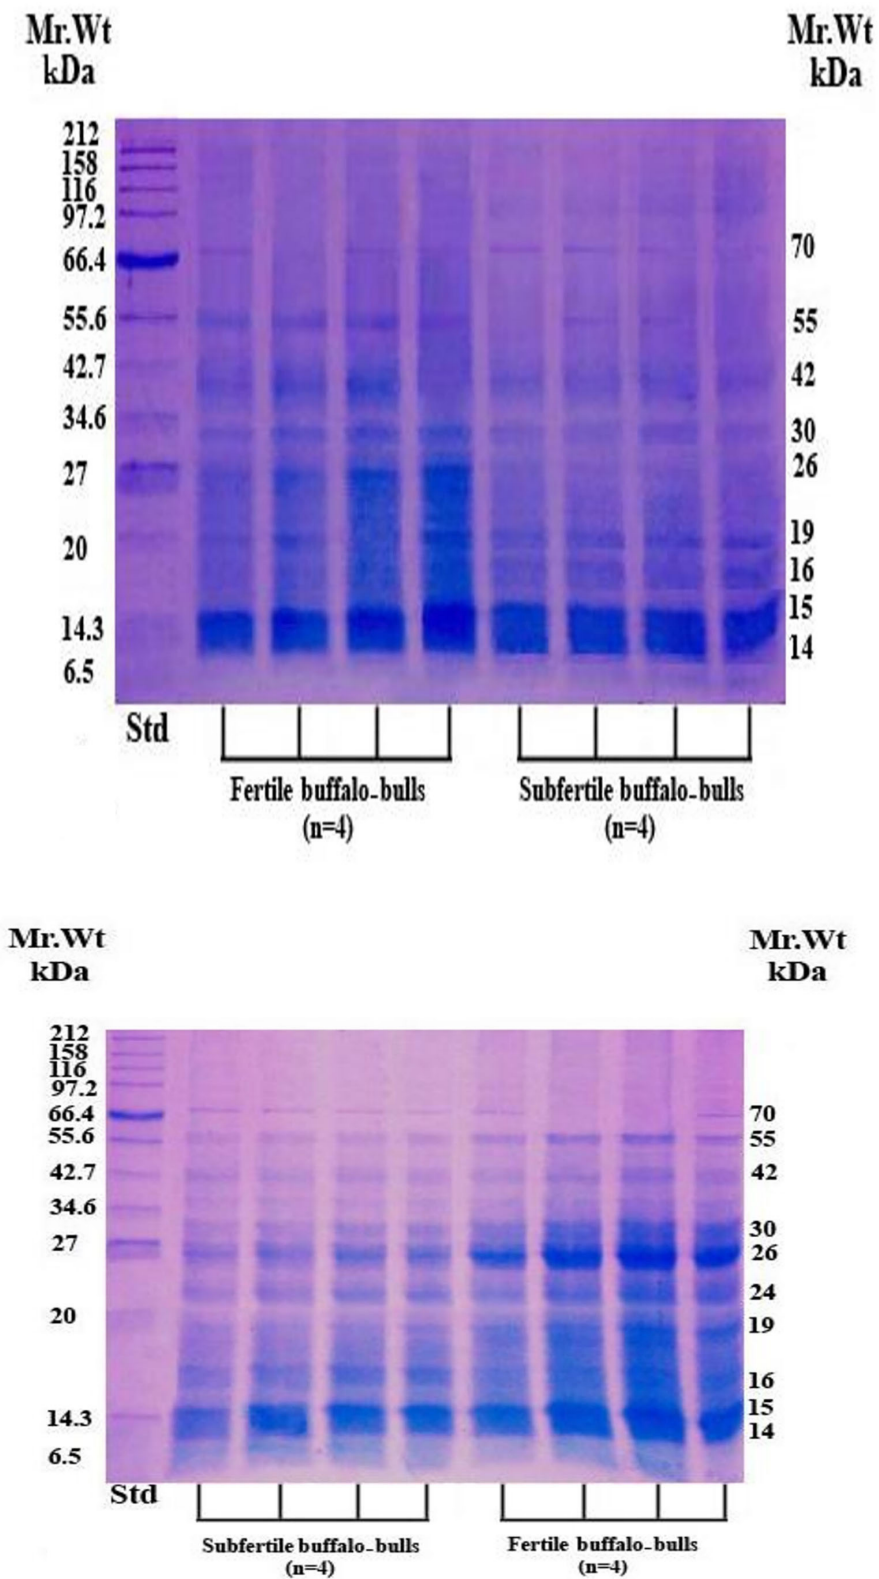 Mr.Wt
kDa
Mr.Wt
kDa
212
158
116
97.2
66.4
55.6
42.7
34.6
27
20
14.3
6.5
70
55
42
30
26
19
16
15
14
Std
Fertile buffalo-bulls
(n=4)
Subfertile buffalo-bulls
(n=4)
Mr.Wt
kDa
Mr.Wt
kDa
212
158
116
97.2
66.4
55.6
42.7
34.6
27
20
14.3
6.5
70
55
42
30
26
24
19
16
15
14
Std
Subfertile buffalo-bulls
(n=4)
Fertile buffalo-bulls
(n=4)